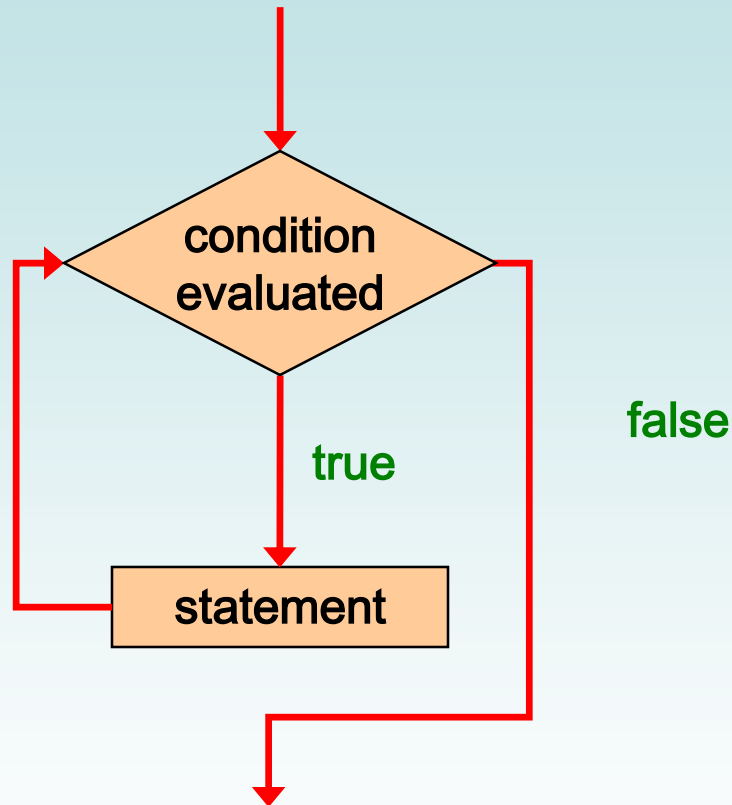 condition
evaluated
false
true
statement